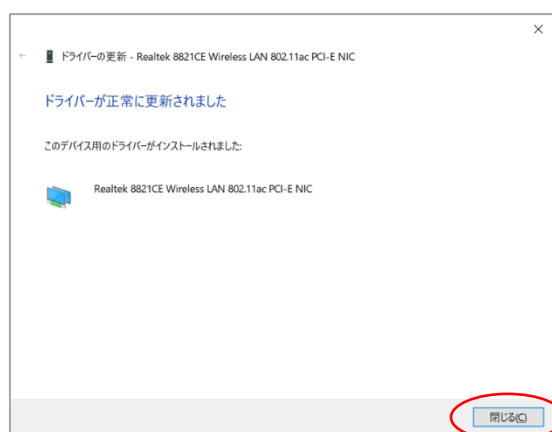 ドライバーの更新 - Realtek 8821CE Wireless LAN 802.11ac PCI-E NIC
ドライバーが正常に更新されました
このデバイス用のドライバーがインストールされました:
Realtek 8821CE Wireless LAN 802.11ac PCI-E NIC
閉じる(C)